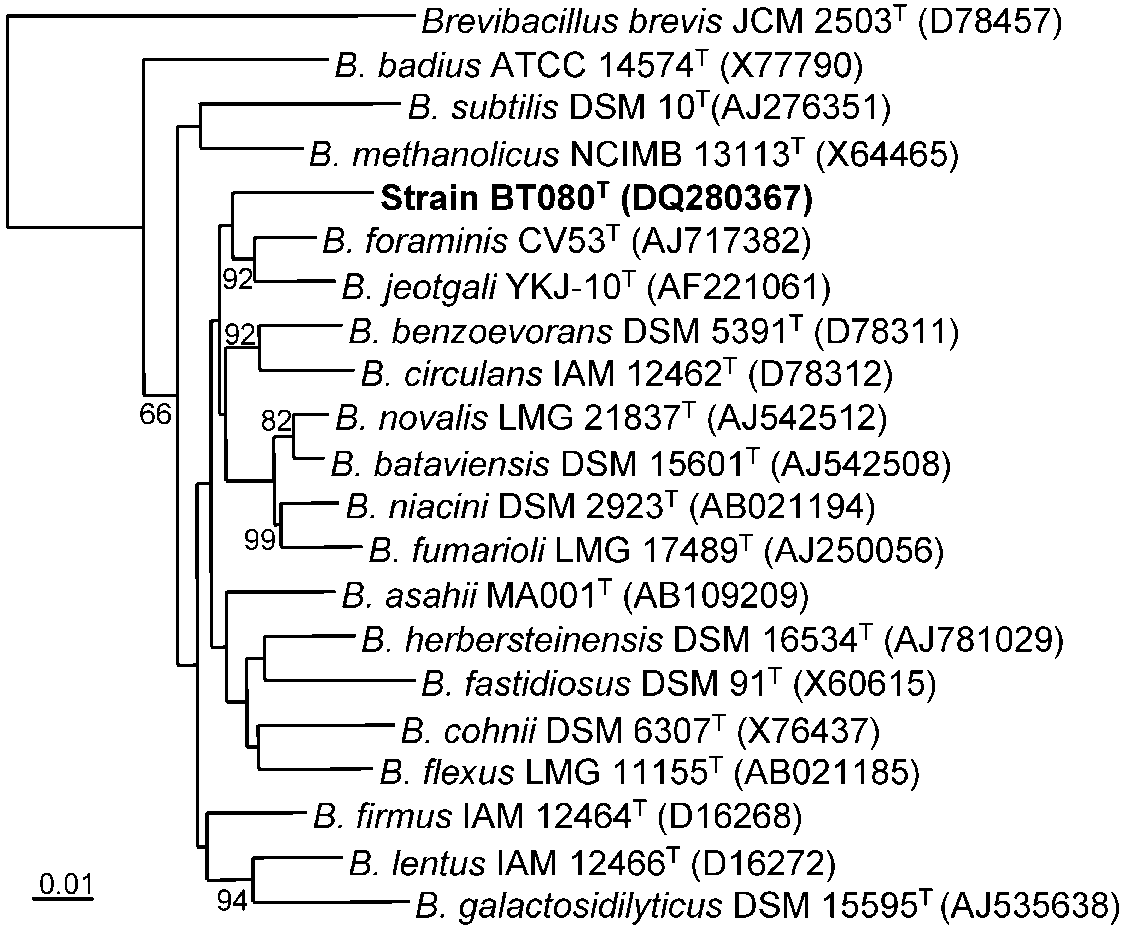 Brevibacillus brevis JCM 2503ᵀ (D78457)
B. badius ATCC 14574ᵀ (X77790)
B. subtilis DSM 10ᵀ(AJ276351)
B. methanolicus NCIMB 13113ᵀ (X64465)
Strain BT080ᵀ (DQ280367)
B. foraminis CV53ᵀ (AJ717382)
92
B. jeotgali YKJ-10ᵀ (AF221061)
92
B. benzoevorans DSM 5391ᵀ (D78311)
B. circulans IAM 12462ᵀ (D78312)
66
82
B. novalis LMG 21837ᵀ (AJ542512)
B. bataviensis DSM 15601ᵀ (AJ542508)
B. niacini DSM 2923ᵀ (AB021194)
99
B. fumarioli LMG 17489ᵀ (AJ250056)
B. asahii MA001ᵀ (AB109209)
B. herbersteinensis DSM 16534ᵀ (AJ781029)
B. fastidiosus DSM 91ᵀ (X60615)
B. cohnii DSM 6307ᵀ (X76437)
B. flexus LMG 11155ᵀ (AB021185)
B. firmus IAM 12464ᵀ (D16268)
B. lentus IAM 12466ᵀ (D16272)
0.01
94
B. galactosidilyticus DSM 15595ᵀ (AJ535638)